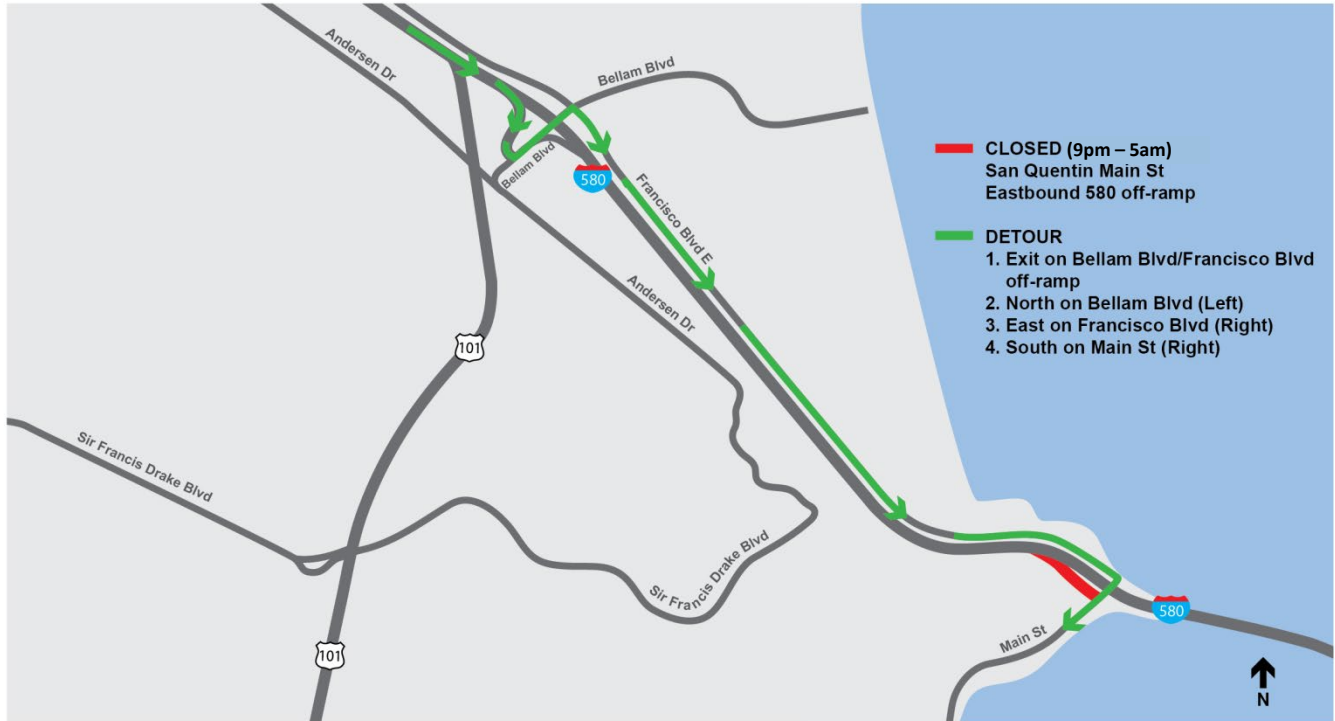 Andersen Dr
Bellam Blvd
Bellam Blvd
580
Francisco Blvd E
CLOSED (9pm – 5am)
San Quentin Main St
Eastbound 580 off-ramp
DETOUR
1. Exit on Bellam Blvd/Francisco Blvd
off-ramp
2. North on Bellam Blvd (Left)
3. East on Francisco Blvd (Right)
4. South on Main St (Right)
Andersen Dr
101
Sir Francis Drake Blvd
Sir Francis Drake Blvd
580
Main St
101
N